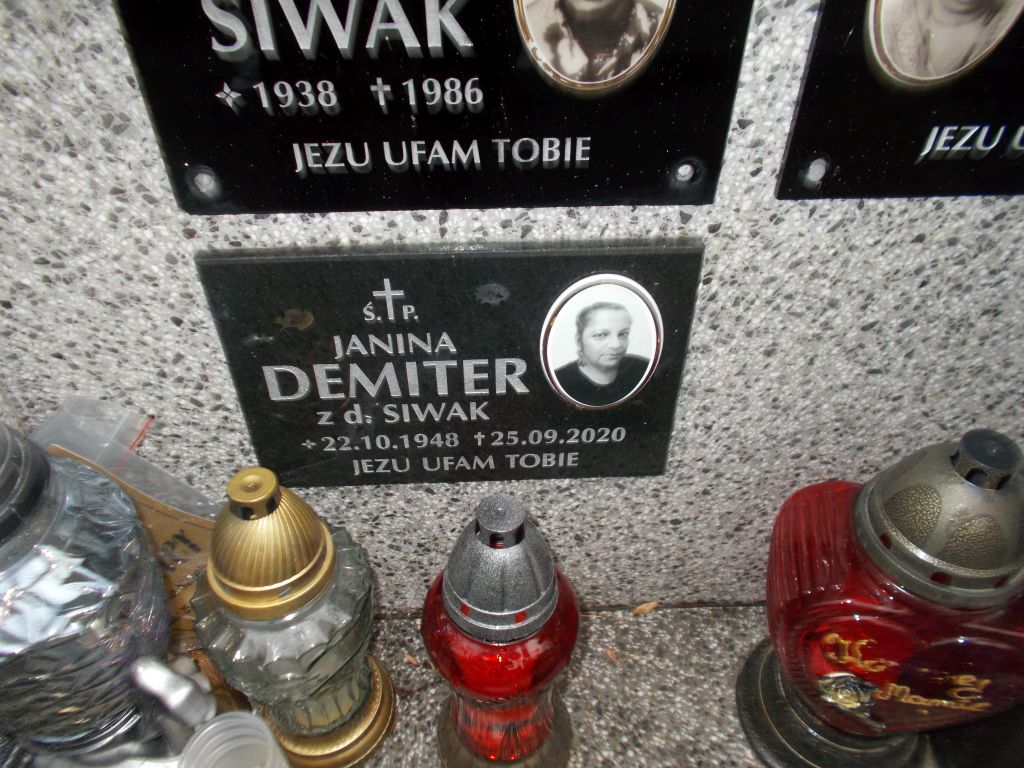 SIWAK
1938 †1986
JEZU UFAM TOBIE
JEZU
Ś.†P.
JANINA
DEMITER
z d. SIWAK
22.10.1948 †25.09.2020
JEZU UFAM TOBIE